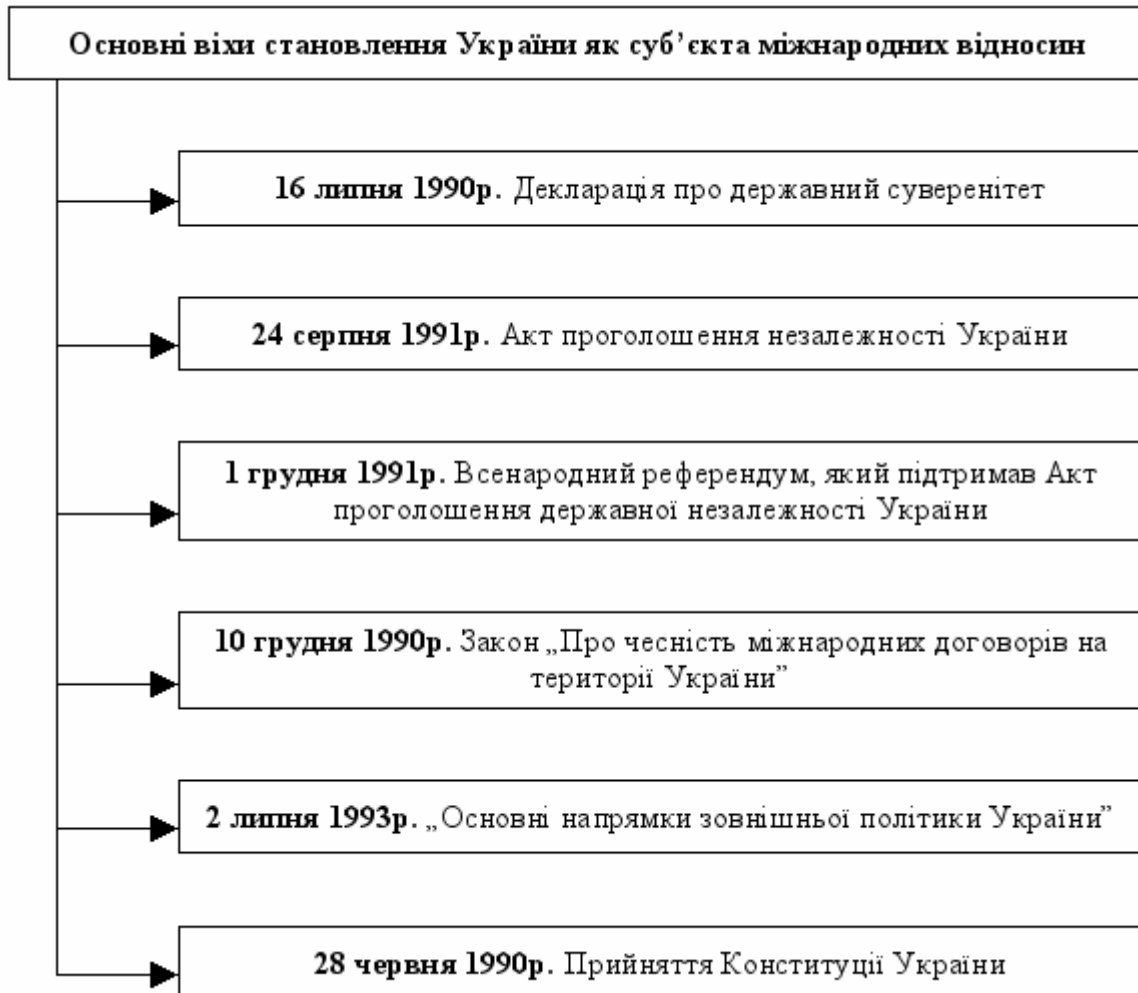 Основні віхи становлення України як суб’єкта міжнародних відносин
16 липня 1990р. Декларація про державний суверенітет
24 серпня 1991р. Акт проголошення незалежності України
1 грудня 1991р. Всенародний референдум, який підтримав Акт
проголошення державної незалежності України
10 грудня 1990р. Закон „Про чесність міжнародних договорів на
території України”
2 липня 1993р. „Основні напрямки зовнішньої політики України”
28 червня 1990р. Прийняття Конституції України